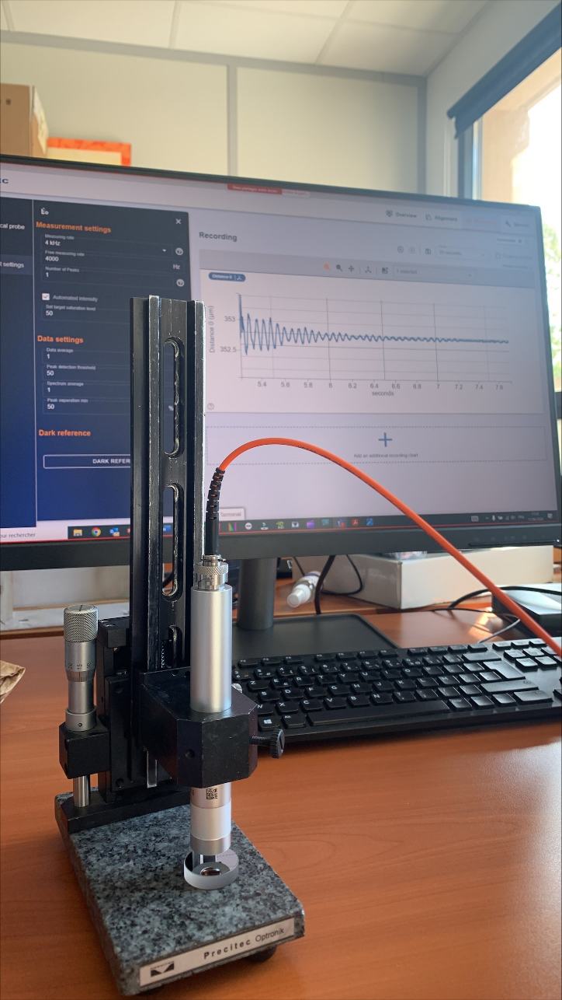 EC
Measurement settings
Measuring rate
4 kHz
Free measuring rate
4000
Hz
Number of Peaks
1
Automated intensity
Set target saturation level
50
Data settings
Data average
1
Peak detection threshold
50
Spectrum average
1
Peak separation min
50
%
Dark reference
DARK REFER
cal probe
t settings
our rechercher
Overview
Alignment
Recording
Distance 0
Distance 0 (µm)
353
352.5
5.4 5.6 5.8 6 6.2 6.4 6.6 6.8 7 7.2 7.4 7.6
seconds
Add an additional recording chart
Terminal
Precitec Optronik